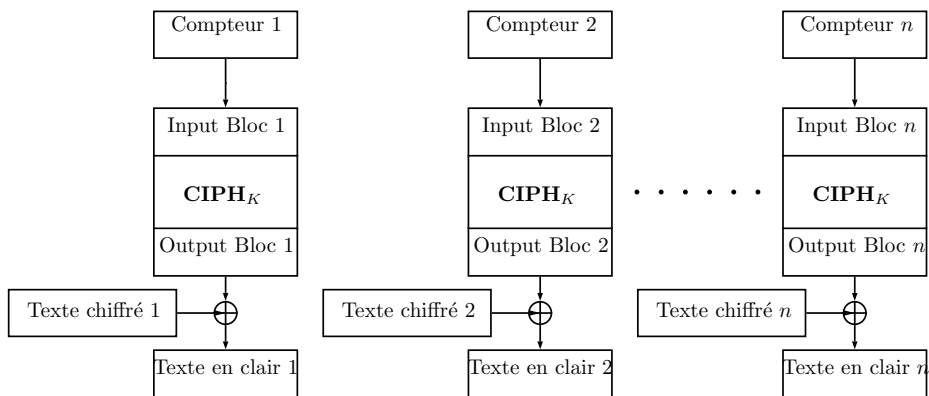 Compteur 1 Compteur 2 Compteur n
Input Bloc 1 Input Bloc 2 Input Bloc n
CIPH_K CIPH_K CIPH_K
Output Bloc 1 Output Bloc 2 Output Bloc n
Texte chiffré 1 Texte chiffré 2 Texte chiffré n
Texte en clair 1 Texte en clair 2 Texte en clair n